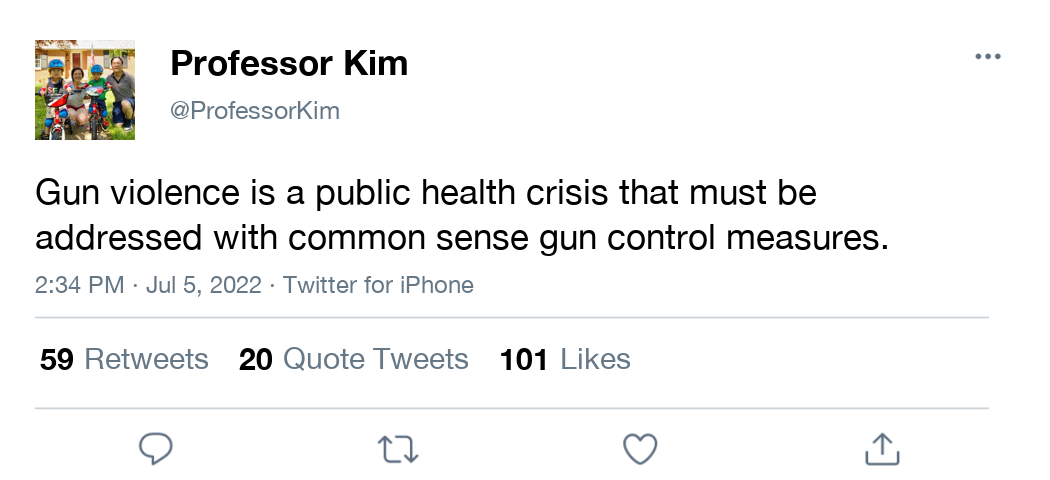 Professor Kim
@ProfessorKim
Gun violence is a public health crisis that must be
addressed with common sense gun control measures.
2:34 PM · Jul 5, 2022 · Twitter for iPhone
59 Retweets 20 Quote Tweets 101 Likes